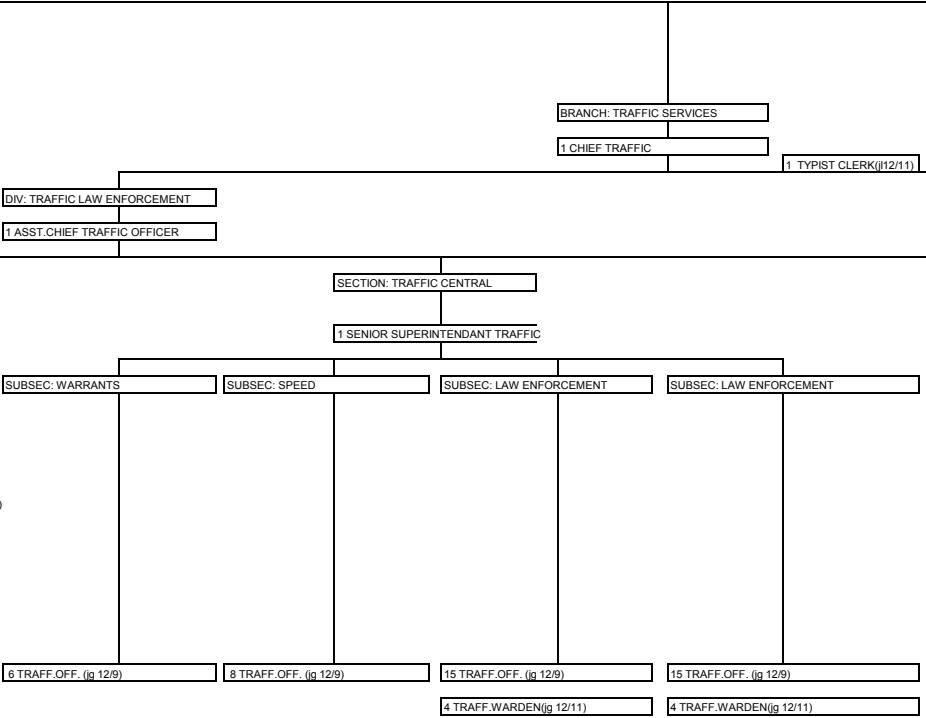 BRANCH: TRAFFIC SERVICES
1 CHIEF TRAFFIC
1 TYPIST CLERK(jl12/11)
DIV: TRAFFIC LAW ENFORCEMENT
1 ASST.CHIEF TRAFFIC OFFICER
SECTION: TRAFFIC CENTRAL
1 SENIOR SUPERINTENDANT TRAFFIC
SUBSEC: WARRANTS
SUBSEC: SPEED
SUBSEC: LAW ENFORCEMENT
SUBSEC: LAW ENFORCEMENT
)
6 TRAFF.OFF. (jg 12/9)
8 TRAFF.OFF. (jg 12/9)
15 TRAFF.OFF. (jg 12/9)
15 TRAFF.OFF. (jg 12/9)
4 TRAFF.WARDEN(jg 12/11)
4 TRAFF.WARDEN(jg 12/11)